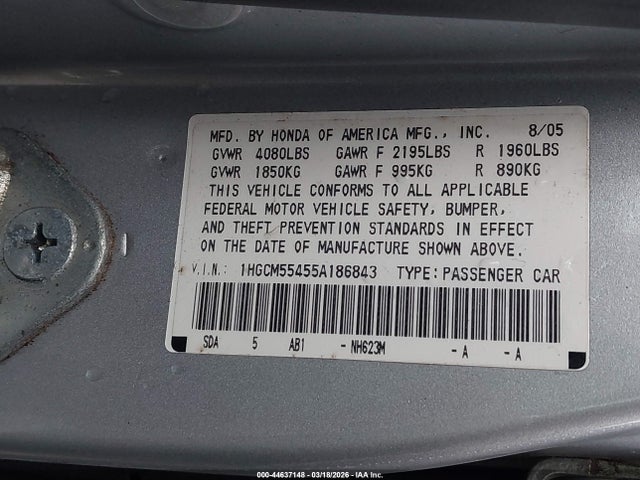 MFD. BY HONDA OF AMERICA MFG., INC. 8/05
GVWR 4080LBS GAWR F 2195LBS R 1960LBS
GVWR 1850KG GAWR F 995KG R 890KG
THIS VEHICLE CONFORMS TO ALL APPLICABLE
FEDERAL MOTOR VEHICLE SAFETY, BUMPER,
AND THEFT PREVENTION STANDARDS IN EFFECT
ON THE DATE OF MANUFACTURE SHOWN ABOVE.
V.I.N.: 1HGCM55455A186843 TYPE: PASSENGER CAR
SDA 5 AB1 - NH623M - A - A
000-44637148 - 03/18/2026 - IAA Inc.